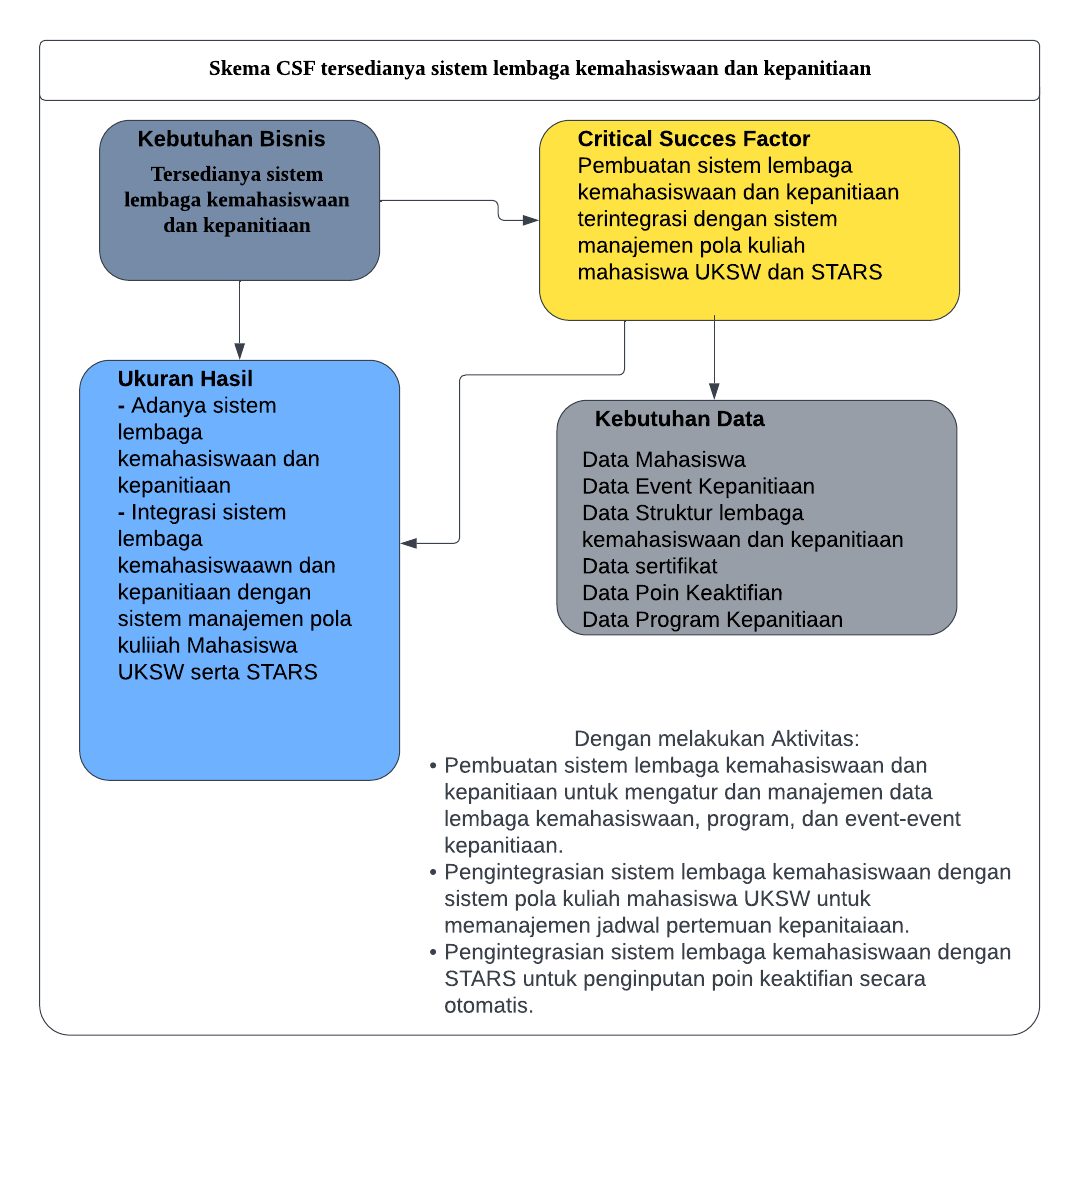 Skema CSF tersedianya sistem lembaga kemahasiswaan dan kepanitiaan
Kebutuhan Bisnis
Tersedianya sistem
lembaga kemahasiswaan
dan kepanitiaan
Critical Succes Factor
Pembuatan sistem lembaga
kemahasiswaan dan kepanitiaan
terintegrasi dengan sistem
manajemen pola kuliah
mahasiswa UKSW dan STARS
Ukuran Hasil
- Adanya sistem
lembaga
kemahasiswaan dan
kepanitiaan
- Integrasi sistem
lembaga
kemahasiswaawn dan
kepanitiaan dengan
sistem manajemen pola
kuliiah Mahasiswa
UKSW serta STARS
Kebutuhan Data
Data Mahasiswa
Data Event Kepanitiaan
Data Struktur lembaga
kemahasiswaan dan kepanitiaan
Data sertifikat
Data Poin Keaktifian
Data Program Kepanitiaan
Dengan melakukan Aktivitas:
• Pembuatan sistem lembaga kemahasiswaan dan
kepanitiaan untuk mengatur dan manajemen data
lembaga kemahasiswaan, program, dan event-event
kepanitiaan.
• Pengintegrasian sistem lembaga kemahasiswaan dengan
sistem pola kuliah mahasiswa UKSW untuk
memanajemen jadwal pertemuan kepanitaiaan.
• Pengintegrasian sistem lembaga kemahasiswaan dengan
STARS untuk penginputan poin keaktifian secara
otomatis.